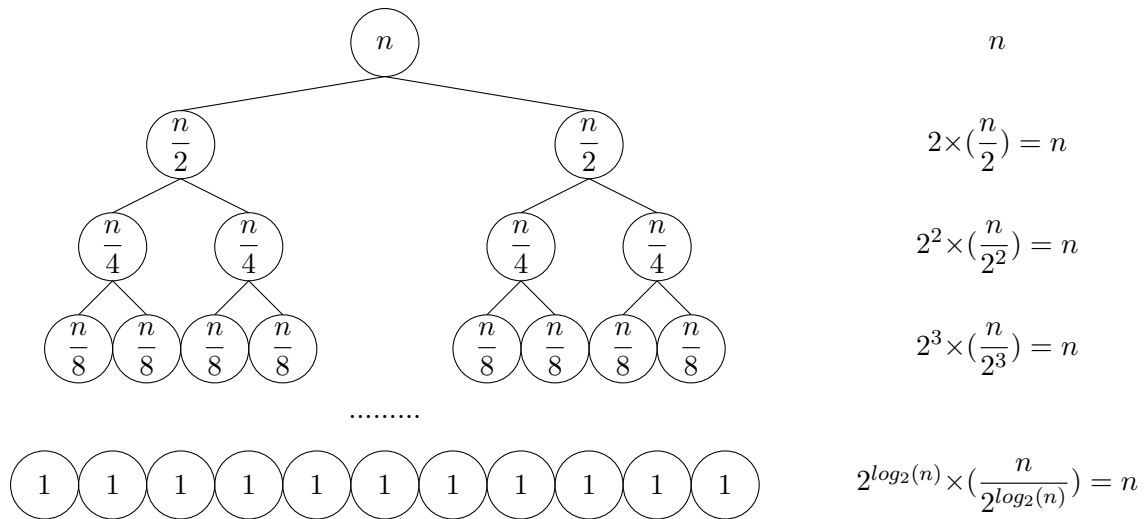 n n
n/2 n/2 2×(n/2) = n
n/4 n/4 n/4 n/4 2^2×(n/2^2) = n
n/8 n/8 n/8 n/8 n/8 n/8 n/8 n/8 2^3×(n/2^3) = n
.........
1 1 1 1 1 1 1 1 1 1 1 2^{log_2(n)}×(n/2^{log_2(n)}) = n